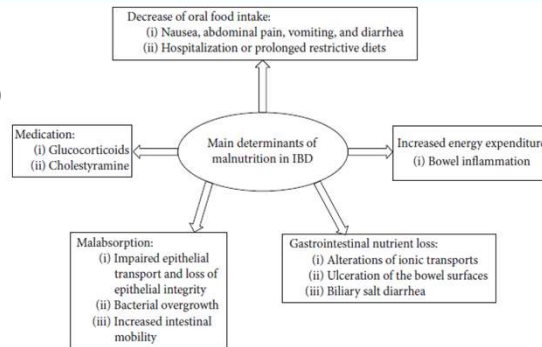 Decrease of oral food intake:
(i) Nausea, abdominal pain, vomiting, and diarrhea
(ii) Hospitalization or prolonged restrictive diets
Medication:
(i) Glucocorticoids
(ii) Cholestyramine
Main determinants of
malnutrition in IBD
Increased energy expenditure
(i) Bowel inflammation
Malabsorption:
(i) Impaired epithelial
transport and loss of
epithelial integrity
(ii) Bacterial overgrowth
(iii) Increased intestinal
mobility
Gastrointestinal nutrient loss:
(i) Alterations of ionic transports
(ii) Ulceration of the bowel surfaces
(iii) Biliary salt diarrhea